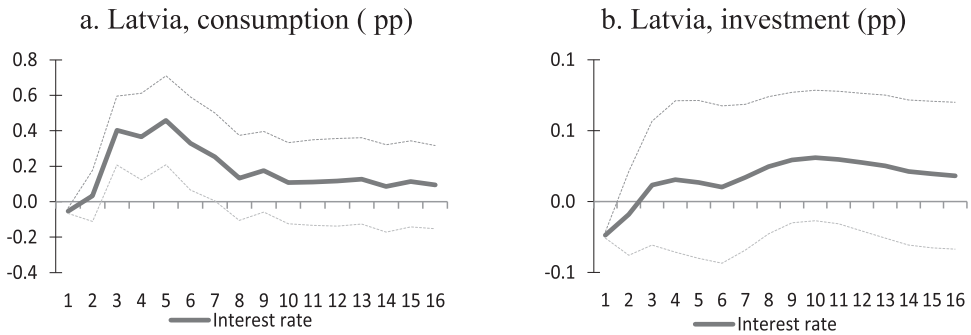 a. Latvia, consumption ( pp)
0.8
0.6
0.4
0.2
0.0
-0.2
-0.4
1 2 3 4 5 6 7 8 9 10 11 12 13 14 15 16
Interest rate
b. Latvia, investment (pp)
0.1
0.1
0.0
-0.1
1 2 3 4 5 6 7 8 9 10 11 12 13 14 15 16
Interest rate